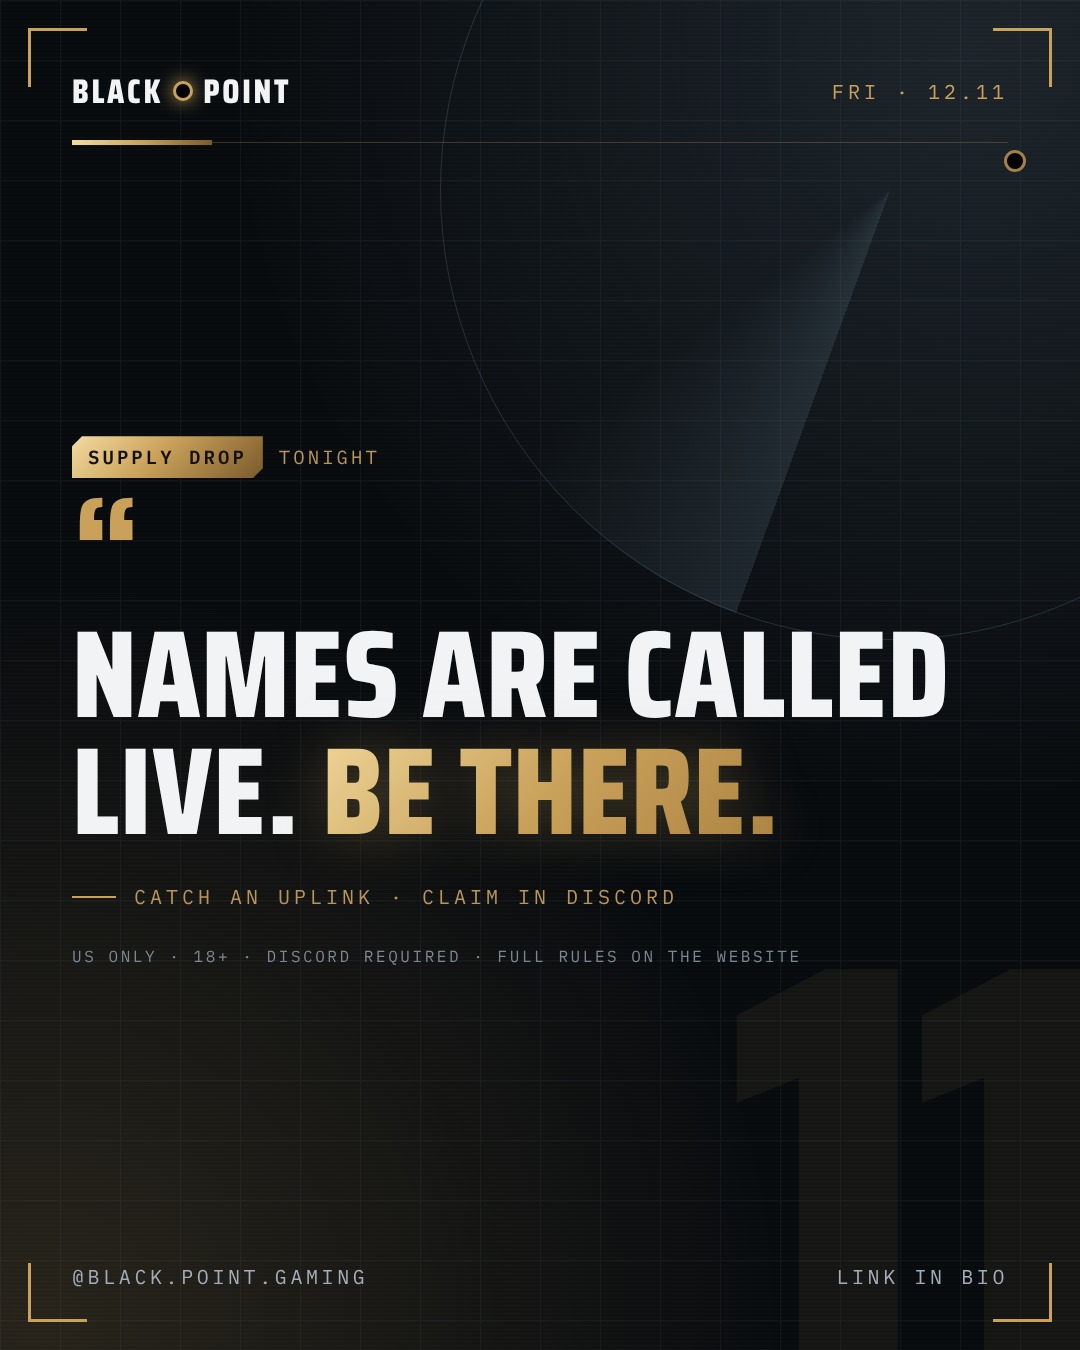 BLACK POINT
FRI · 12.11
SUPPLY DROP TONIGHT
“
NAMES ARE CALLED
LIVE. BE THERE.
CATCH AN UPLINK · CLAIM IN DISCORD
US ONLY · 18+ · DISCORD REQUIRED · FULL RULES ON THE WEBSITE
11
@BLACK.POINT.GAMING
LINK IN BIO